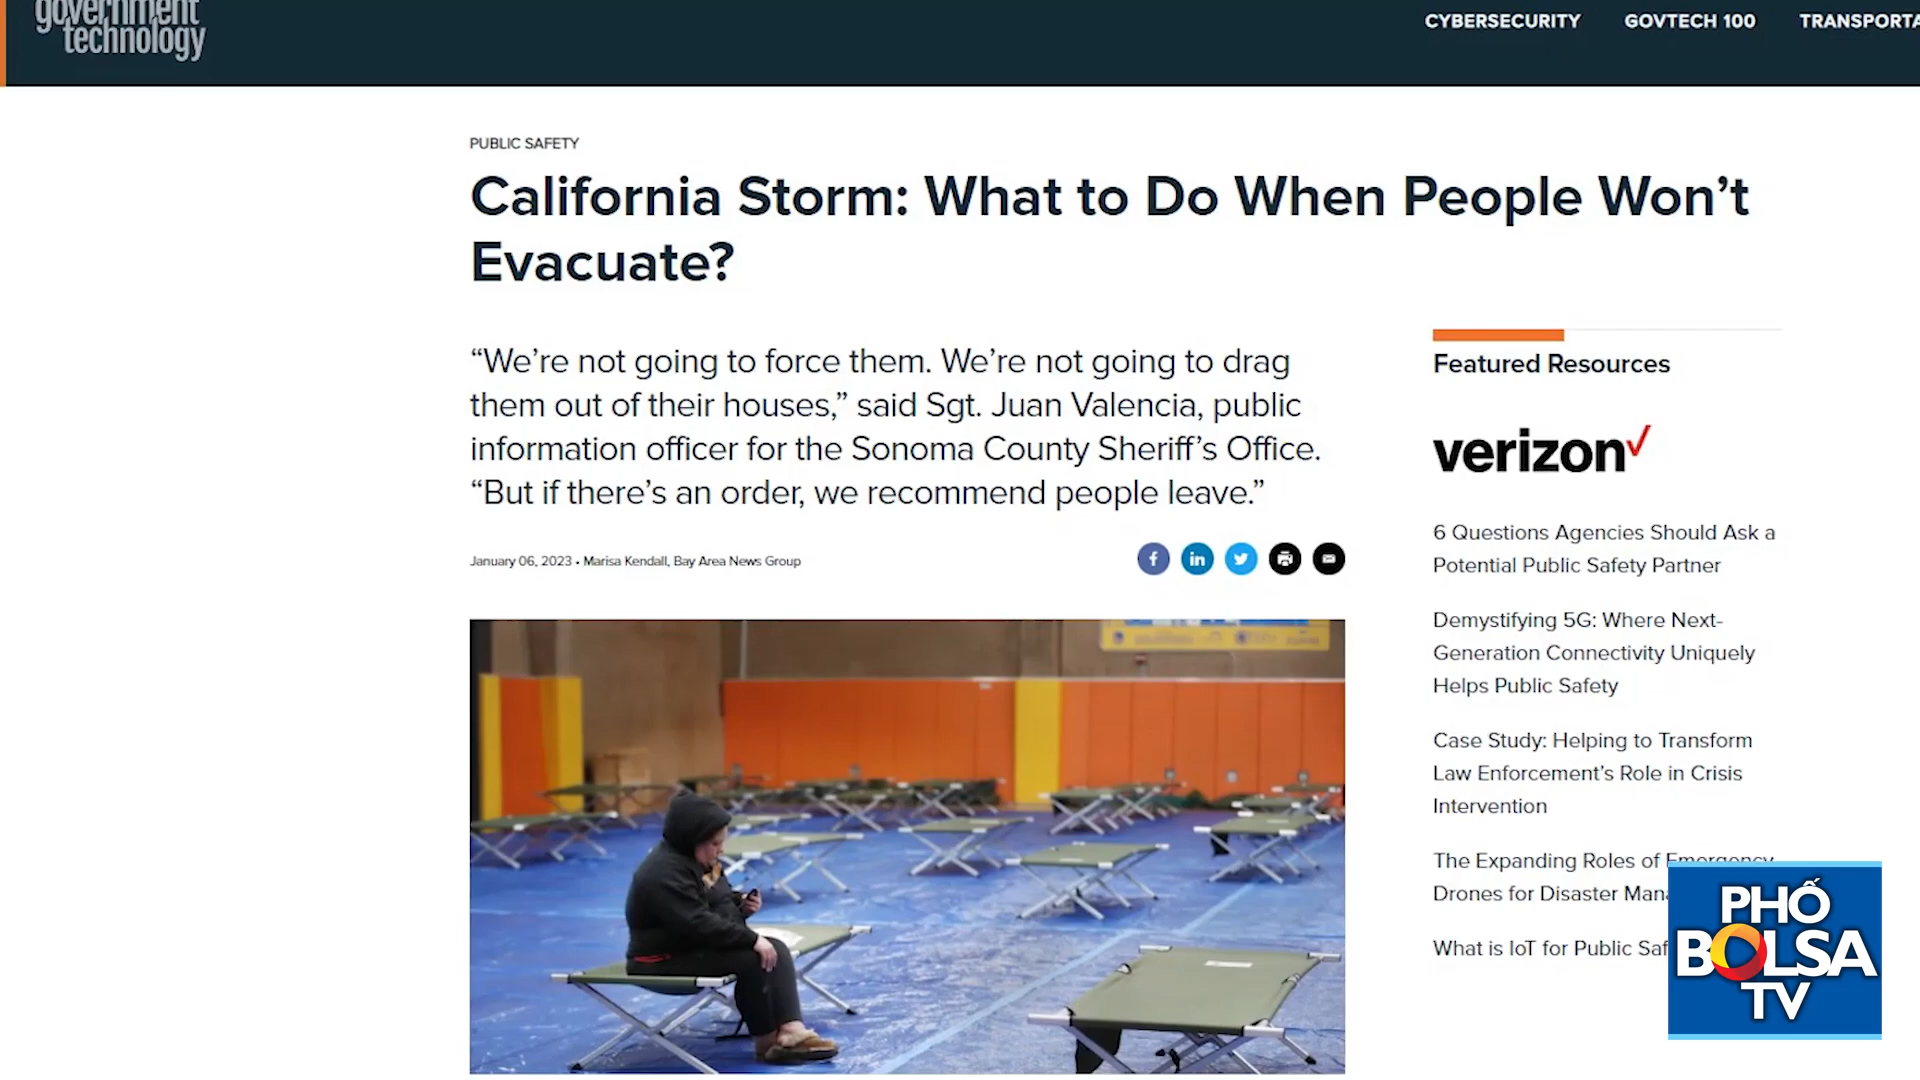 government
technology
CYBERSECURITY
GOVTECH 100
PUBLIC SAFETY
California Storm: What to Do When People Won’t
Evacuate?
“We’re not going to force them. We’re not going to drag
them out of their houses,” said Sgt. Juan Valencia, public
information officer for the Sonoma County Sheriff’s Office.
“But if there’s an order, we recommend people leave.”
January 06, 2023 • Marisa Kendall, Bay Area News Group
Featured Resources
verizon
6 Questions Agencies Should Ask a
Potential Public Safety Partner
Demystifying 5G: Where Next-
Generation Connectivity Uniquely
Helps Public Safety
Case Study: Helping to Transform
Law Enforcement’s Role in Crisis
Intervention
The Expanding Roles of Emergency
Drones for Disaster
What is IoT for Public
PHỐ
BOLSA
TV